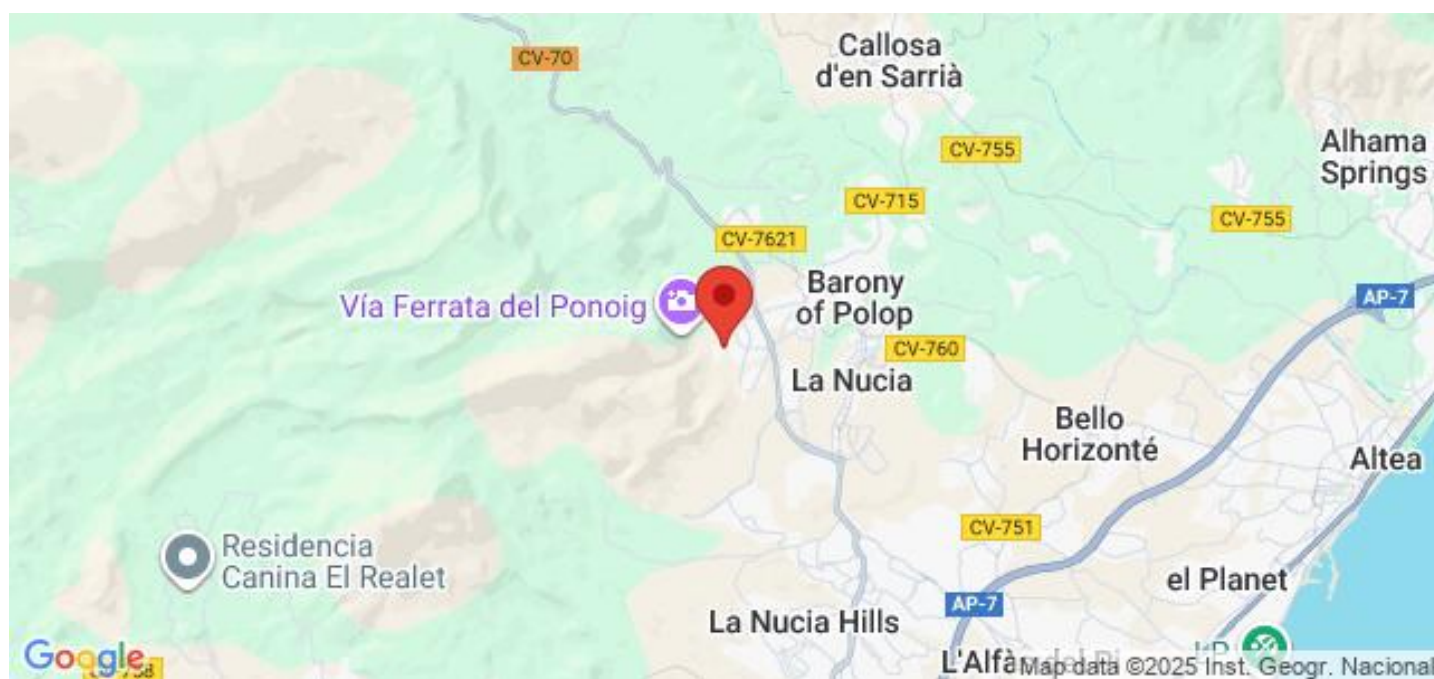 CV-70
Callosa
d'en Sarrià
CV-755
Alhama
Springs
CV-715
CV-755
CV-7621
Vía Ferrata del Ponoig
Barony
of Polop
AP-7
CV-760
La Nucia
Bello
Horizonté
Altea
CV-751
Residencia
Canina El Realet
el Planet
AP-7
La Nucia Hills
Google
Map data ©2025 Inst. Geogr. Nacional